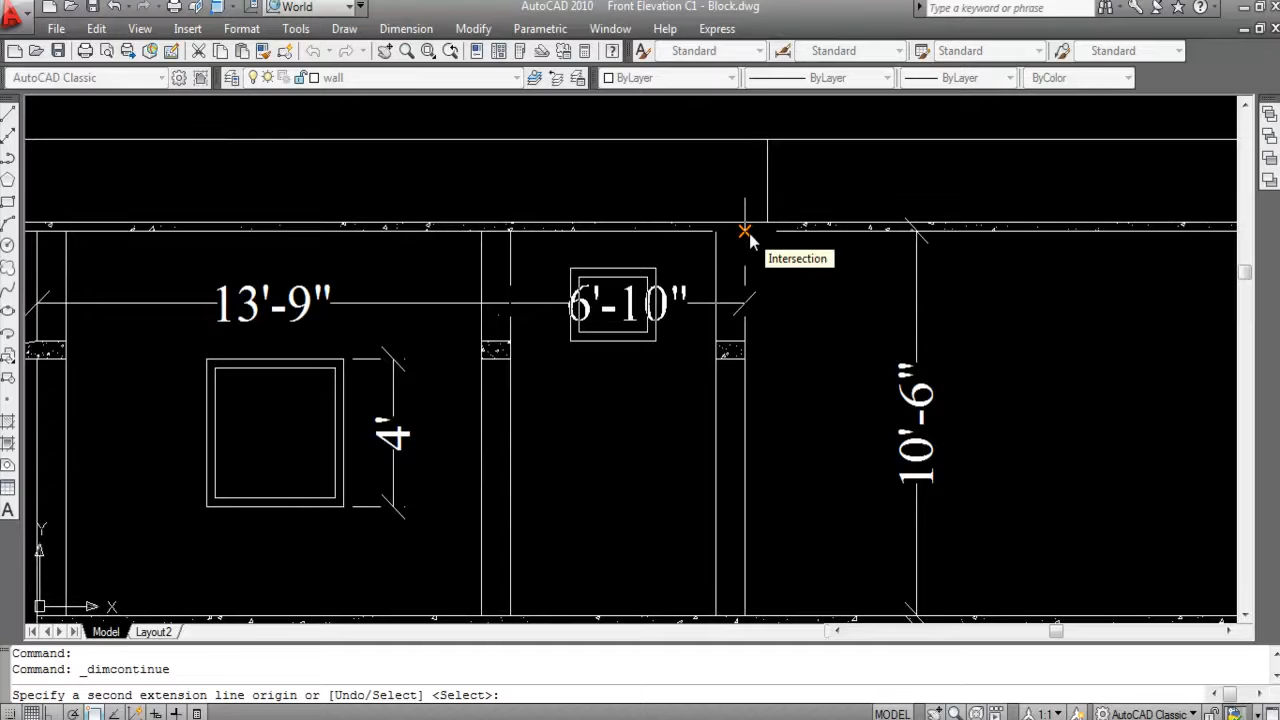 World
AutoCAD 2010 Front Elevation C1 - Block.dwg
Type a keyword or phrase
File Edit View Insert Format Tools Draw Dimension Modify Parametric Window Help Express
Standard Standard Standard Standard
AutoCAD Classic wall ByLayer ByLayer ByLayer ByColor
Intersection
13'-9"
6'-10"
4'
10'-6"
Y
X
Model Layout2
Command:
Command: _dimcontinue
Specify a second extension line origin or [Undo/Select] <Select>:
MODEL 1:1 AutoCAD Classic